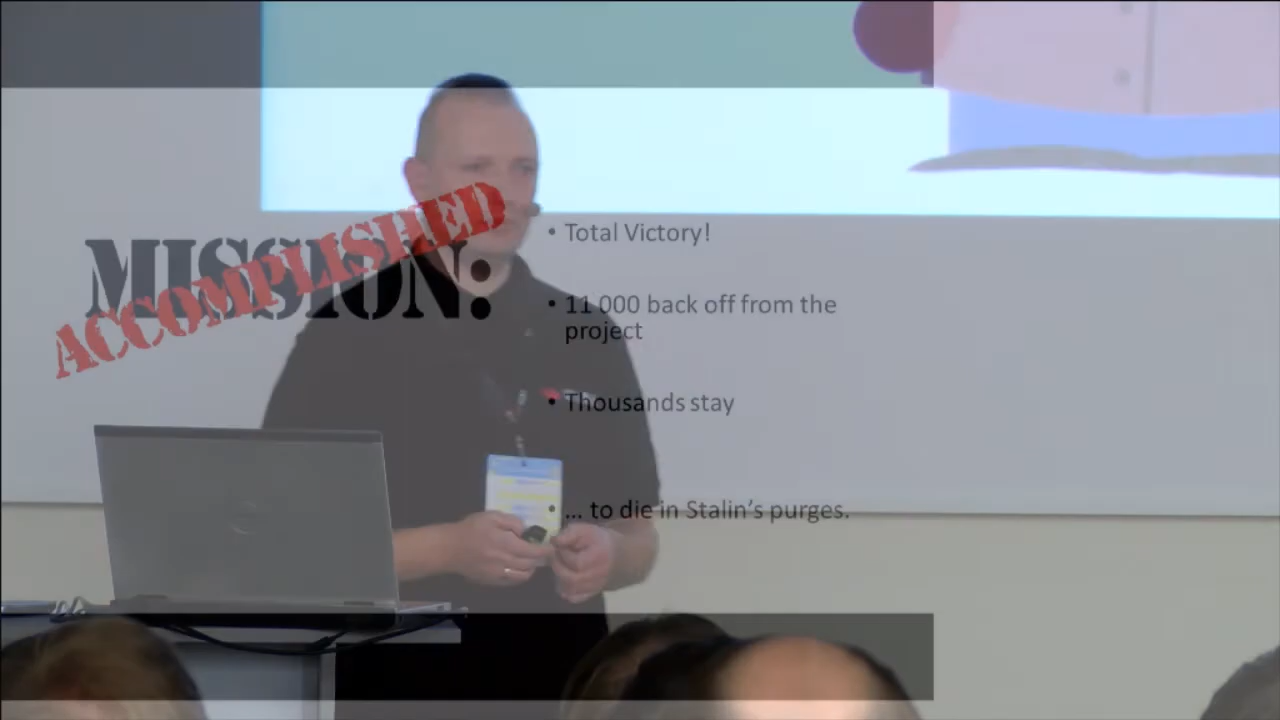 MISSION:
ACCOMPLISHED
• Total Victory!
• 11 000 back off from the
project
• Thousands stay
• ... to die in Stalin's purges.